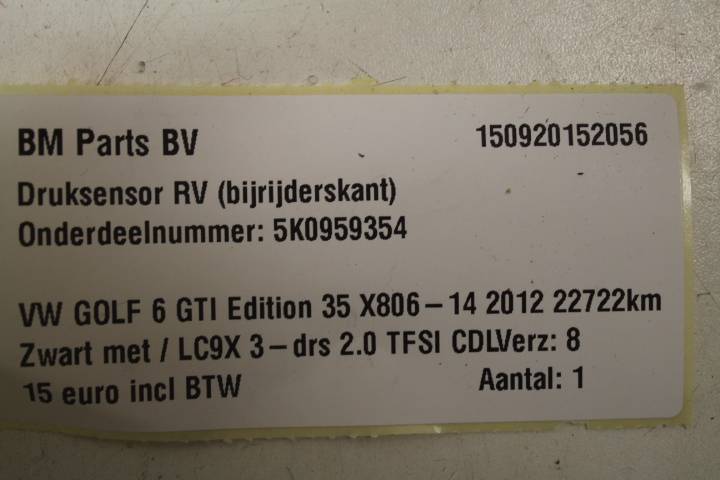 BM Parts BV 150920152056
Druksensor RV (bijrijderskant)
Onderdeelnummer: 5K0959354
VW GOLF 6 GTI Edition 35 X806-14 2012 22722km
Zwart met / LC9X 3-drs 2.0 TFSI CDLVerz: 8
15 euro incl BTW Aantal: 1